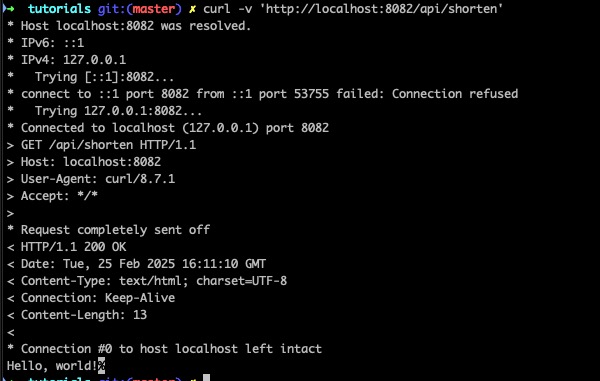 ➜  tutorials git:(master) ✗ curl -v 'http://localhost:8082/api/shorten'
* Host localhost:8082 was resolved.
* IPv6: ::1
* IPv4: 127.0.0.1
*   Trying [::1]:8082...
* connect to ::1 port 8082 from ::1 port 53755 failed: Connection refused
*   Trying 127.0.0.1:8082...
* Connected to localhost (127.0.0.1) port 8082
> GET /api/shorten HTTP/1.1
> Host: localhost:8082
> User-Agent: curl/8.7.1
> Accept: */*
>
* Request completely sent off
< HTTP/1.1 200 OK
< Date: Tue, 25 Feb 2025 16:11:10 GMT
< Content-Type: text/html; charset=UTF-8
< Connection: Keep-Alive
< Content-Length: 13
<
* Connection #0 to host localhost left intact
Hello, world!%
➜  tutorials git:(master) ✗